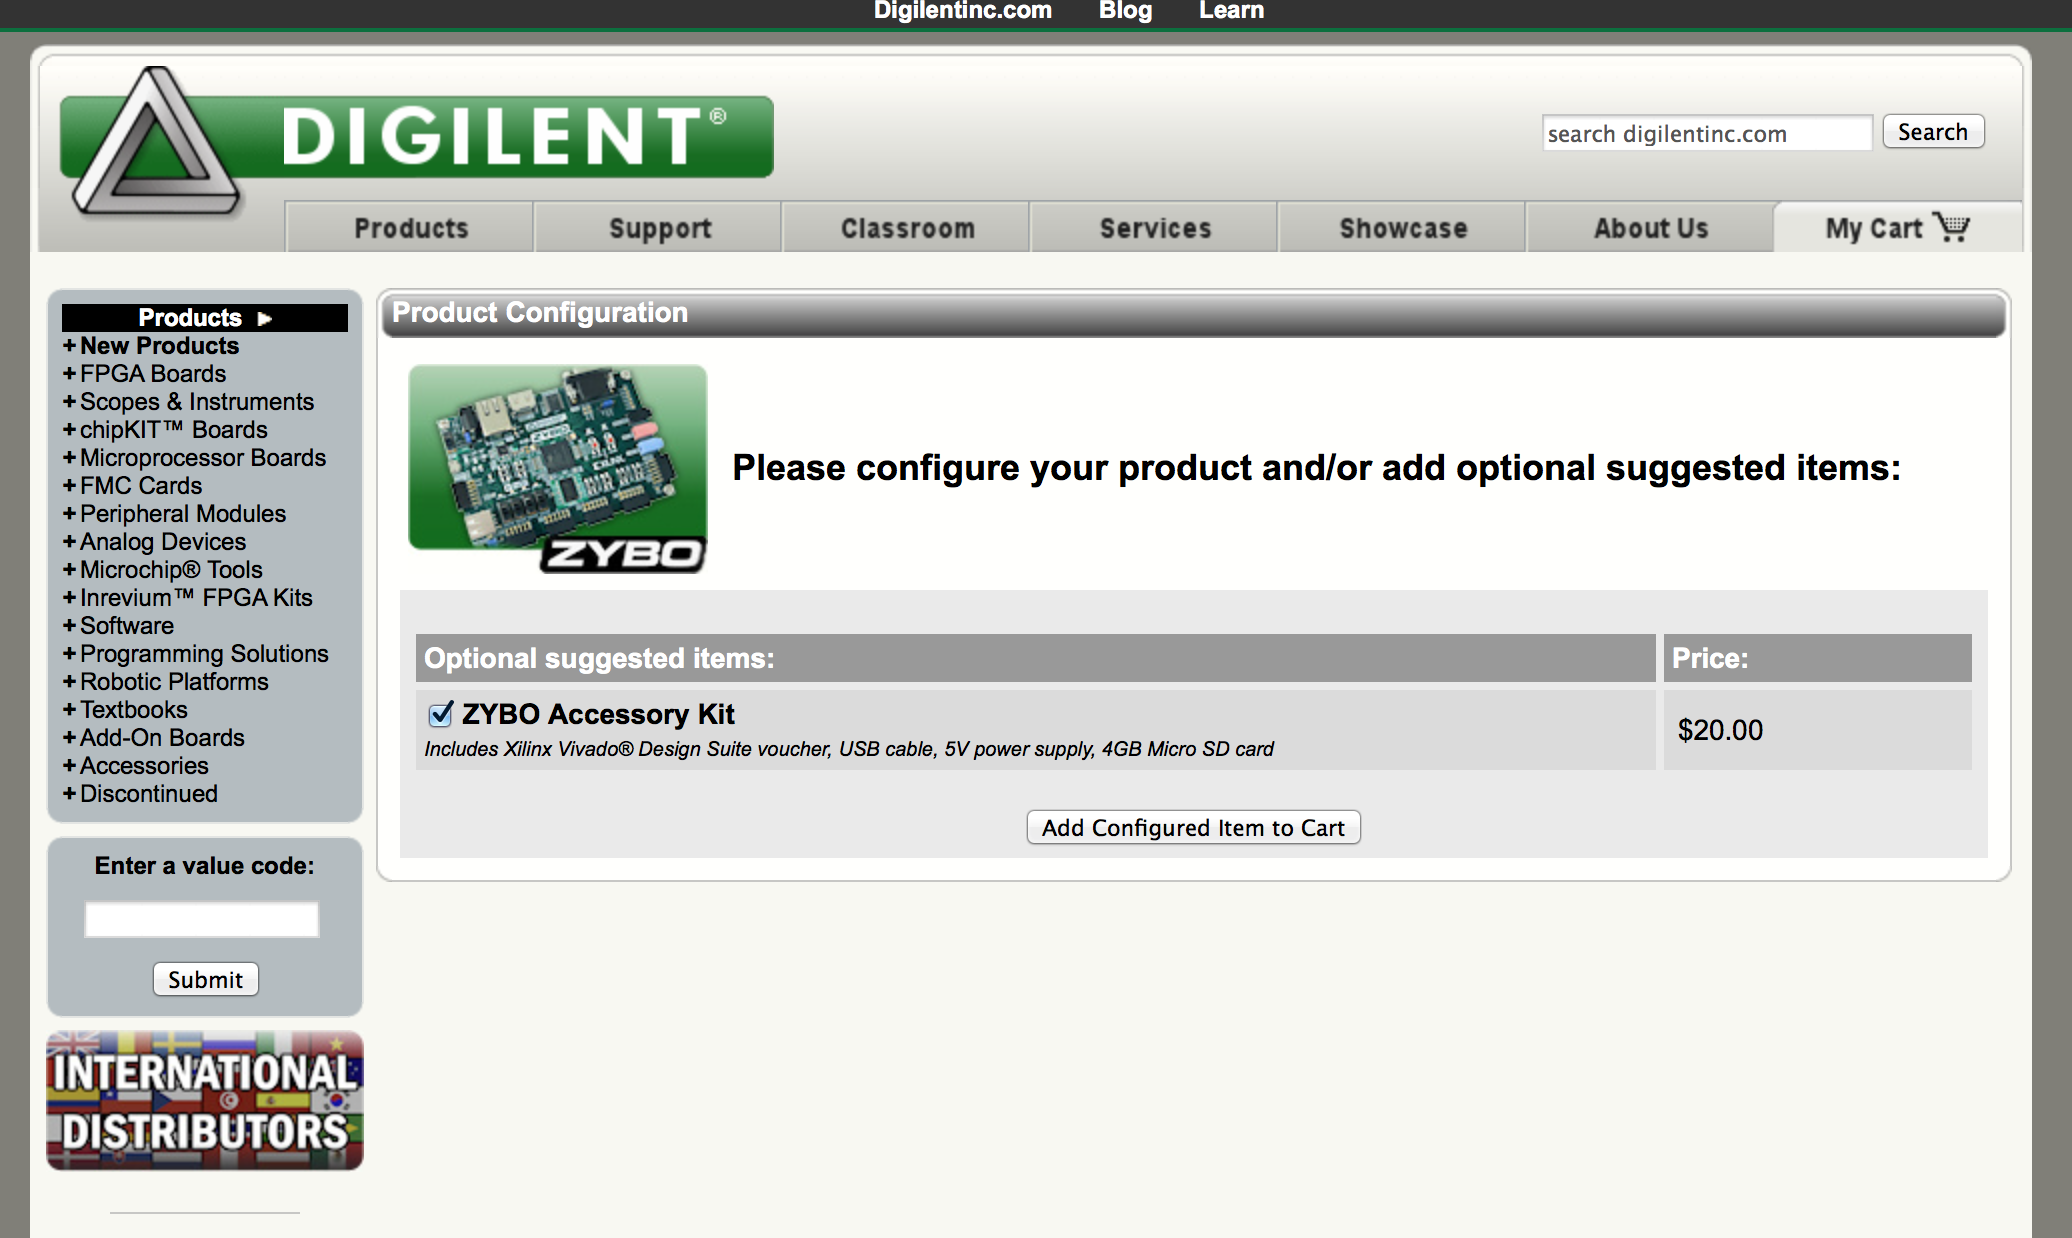 Digilentinc.com Blog Learn
DIGILENT®
search digilentinc.com Search
Products Support Classroom Services Showcase About Us My Cart
Products
+New Products
+FPGA Boards
+Scopes & Instruments
+chipKIT™ Boards
+Microprocessor Boards
+FMC Cards
+Peripheral Modules
+Analog Devices
+Microchip® Tools
+Inrevium™ FPGA Kits
+Software
+Programming Solutions
+Robotic Platforms
+Textbooks
+Add-On Boards
+Accessories
+Discontinued
Enter a value code:
Submit
INTERNATIONAL
DISTRIBUTORS
Product Configuration
ZYBO
Please configure your product and/or add optional suggested items:
Optional suggested items: Price:
ZYBO Accessory Kit
Includes Xilinx Vivado® Design Suite voucher, USB cable, 5V power supply, 4GB Micro SD card
$20.00
Add Configured Item to Cart